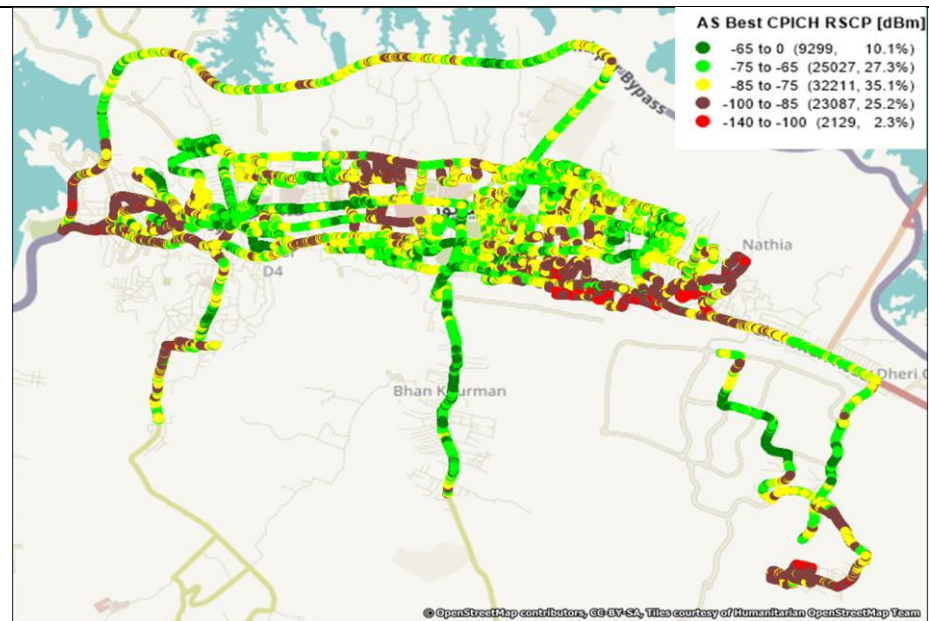 AS Best CPICH RSCP [dBm]
-65 to 0 (9299, 10.1%)
-75 to -65 (25027, 27.3%)
-85 to -75 (32211, 35.1%)
-100 to -85 (23087, 25.2%)
-140 to -100 (2129, 2.3%)
Bypass
Nathia
D4
Dheri
Bhan
© OpenStreetMap contributors, CC-BY-SA, Tiles courtesy of Humanitarian OpenStreetMap Team